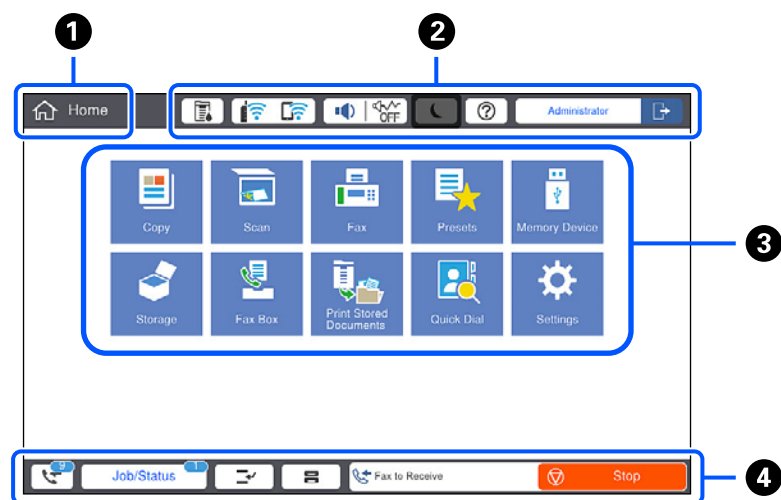 1
2
Home
OFF
Administrator
Copy
Scan
Fax
Presets
Memory Device
3
Storage
Fax Box
Print Stored
Documents
Quick Dial
Settings
9
Job/Status
1
Fax to Receive
Stop
4